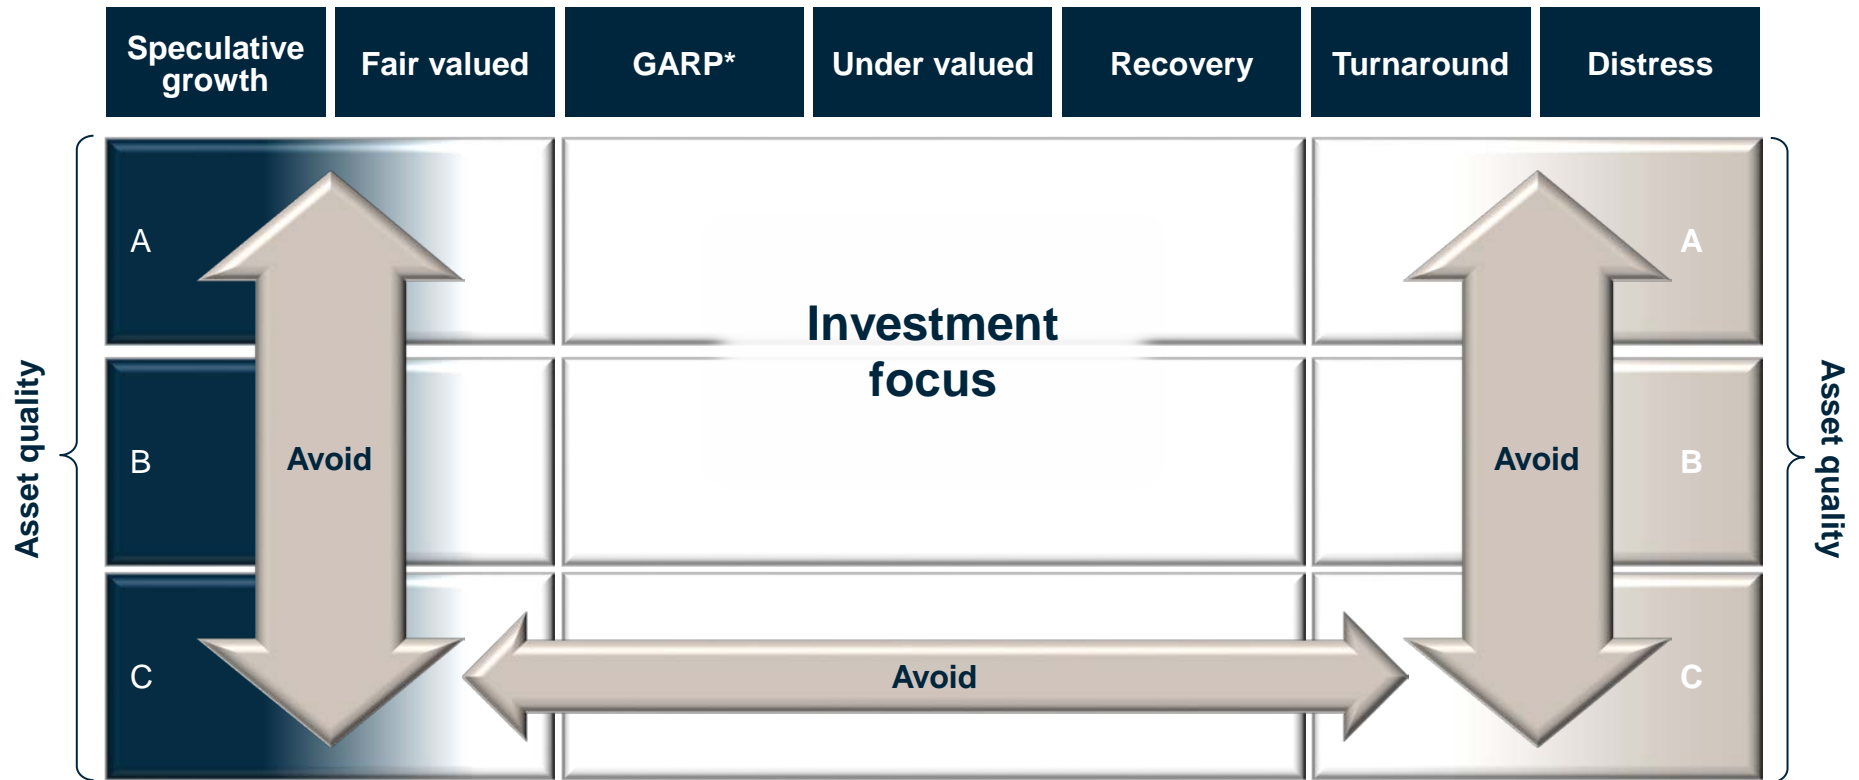 Speculative
growth
Fair valued
GARP*
Under valued
Recovery
Turnaround
Distress
Asset quality
A
A
Investment
focus
B
Avoid
Avoid
B
C
Avoid
C
Asset quality